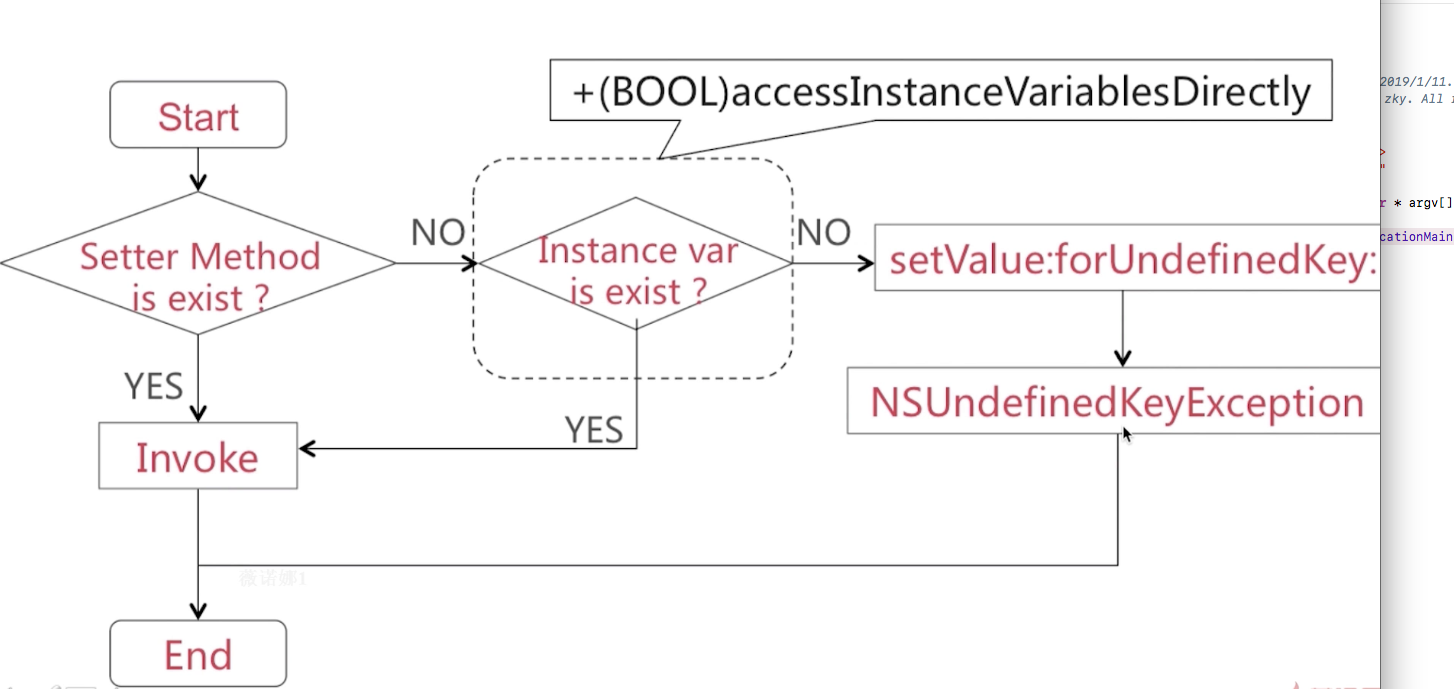 +(BOOL)accessInstanceVariablesDirectly
Start
NO
NO
Setter Method
is exist ?
Instance var
is exist ?
setValue:forUndefinedKey:
YES
NSUndefinedKeyException
YES
Invoke
薇诺娜1
End
2019/1/11.
zky. All
>
"
r * argv[]
cationMain